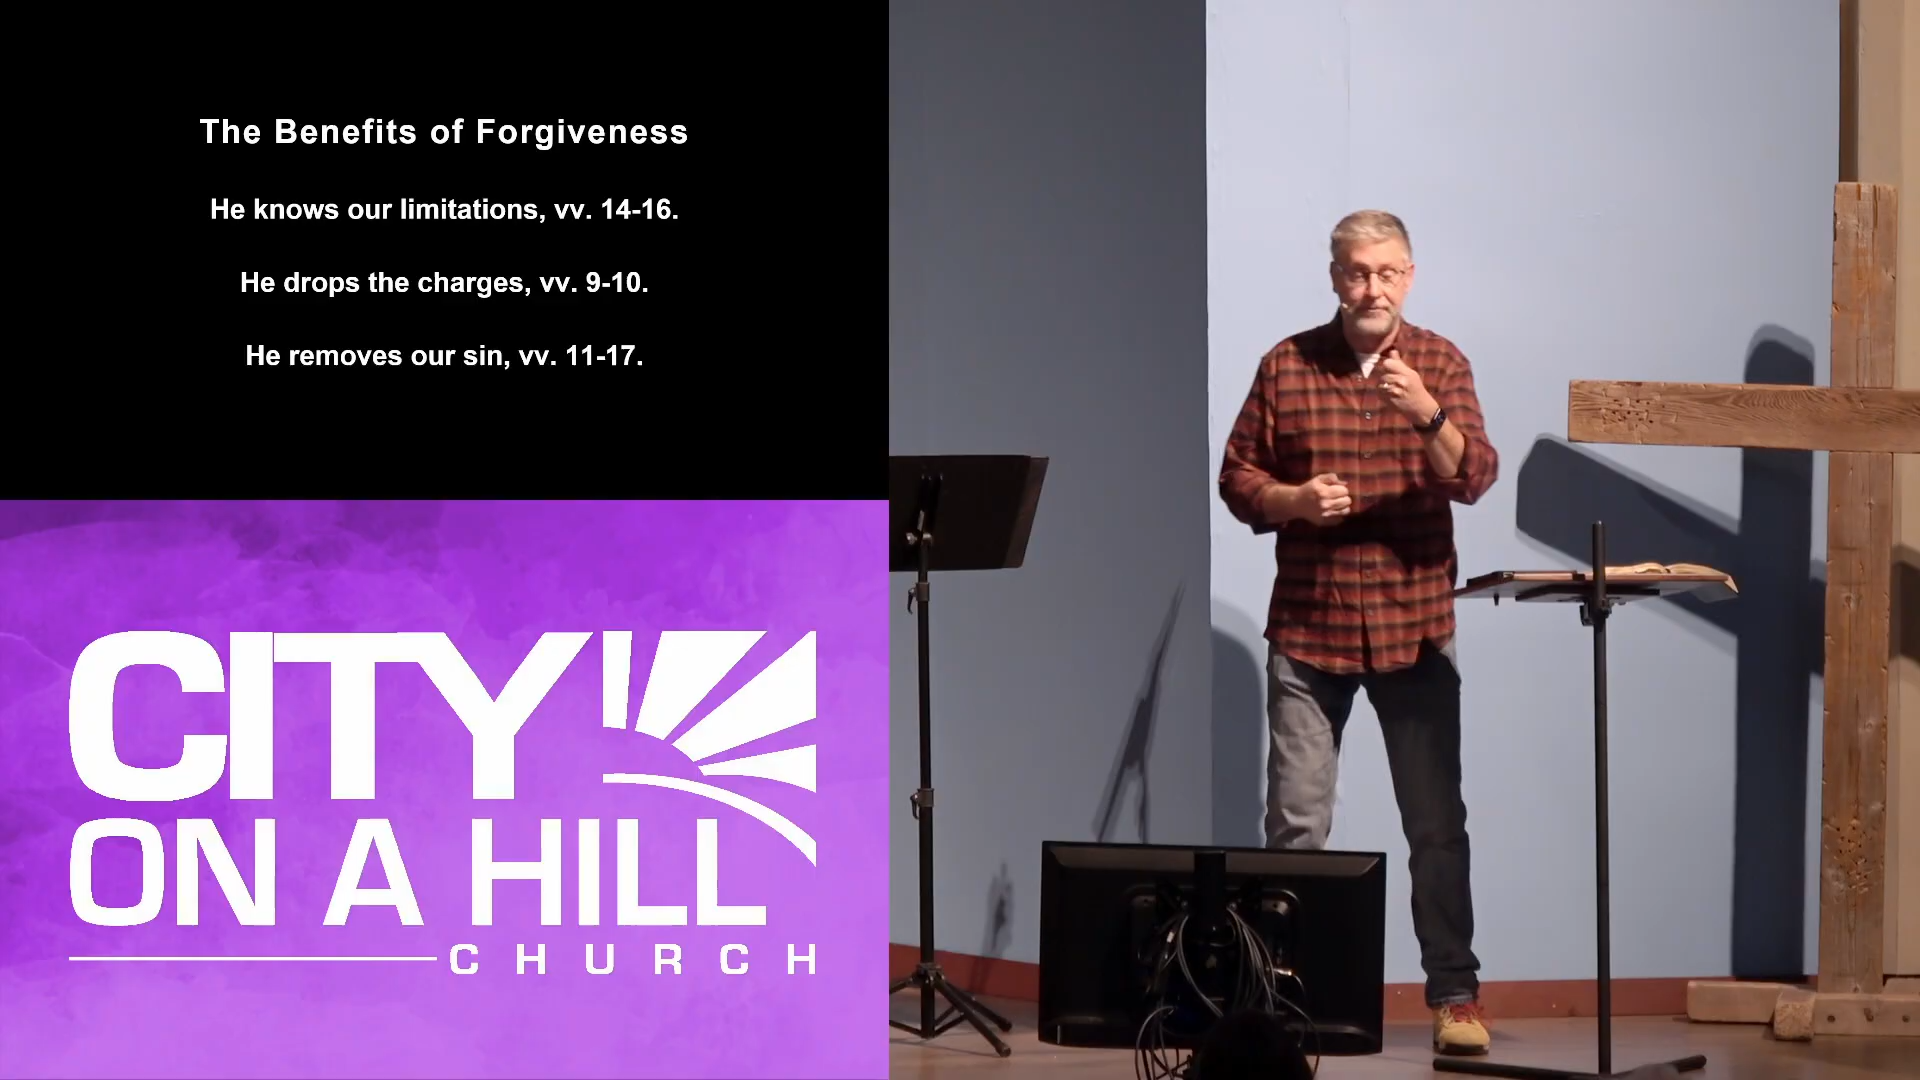 The Benefits of Forgiveness
He knows our limitations, vv. 14-16.
He drops the charges, vv. 9-10.
He removes our sin, vv. 11-17.
CITY
ON A HILL
CHURCH